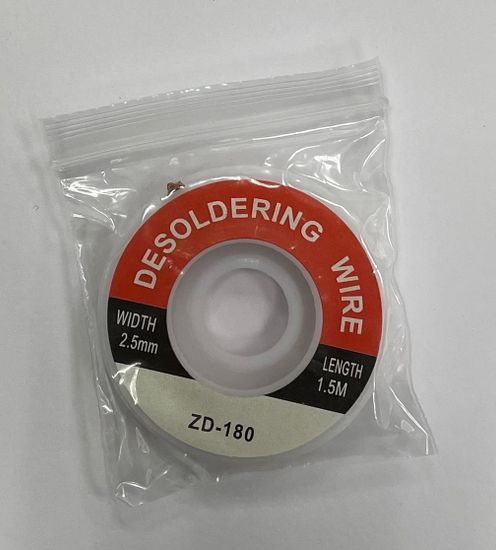 DESOLDERING WIRE
WIDTH
2.5mm
LENGTH
1.5M
ZD-180